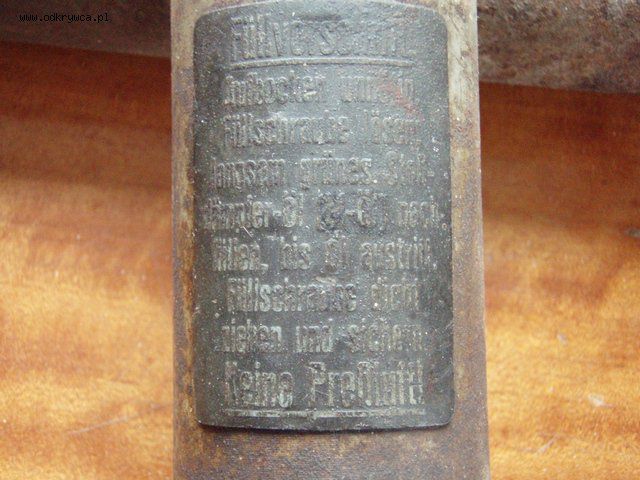 www.odkrywca.pl
Füllvorschrift
Aufbocken
Füllschraube lösen,
langsam grünes Stoß-
dämpfer-Öl nach
füllen, bis Öl austritt.
Füllschraube
ziehen und sichern.
Keine Preßluft!